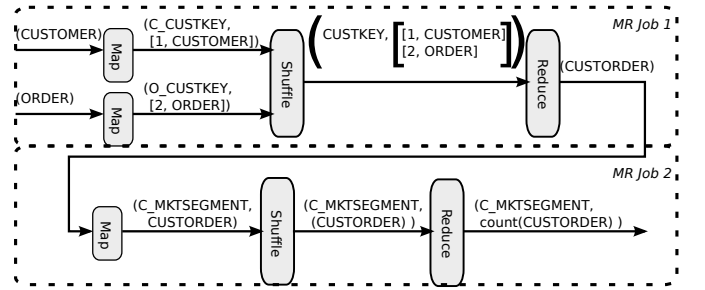 MR Job 1
(CUSTOMER)
Map
(C_CUSTKEY,
[1, CUSTOMER])
(ORDER)
Map
(O_CUSTKEY,
[2, ORDER])
Shuffle
(CUSTKEY, [[1, CUSTOMER]
[2, ORDER]])
Reduce
(CUSTORDER)
MR Job 2
Map
(C_MKTSEGMENT,
CUSTORDER)
Shuffle
(C_MKTSEGMENT,
(CUSTORDER) )
Reduce
(C_MKTSEGMENT,
count(CUSTORDER) )